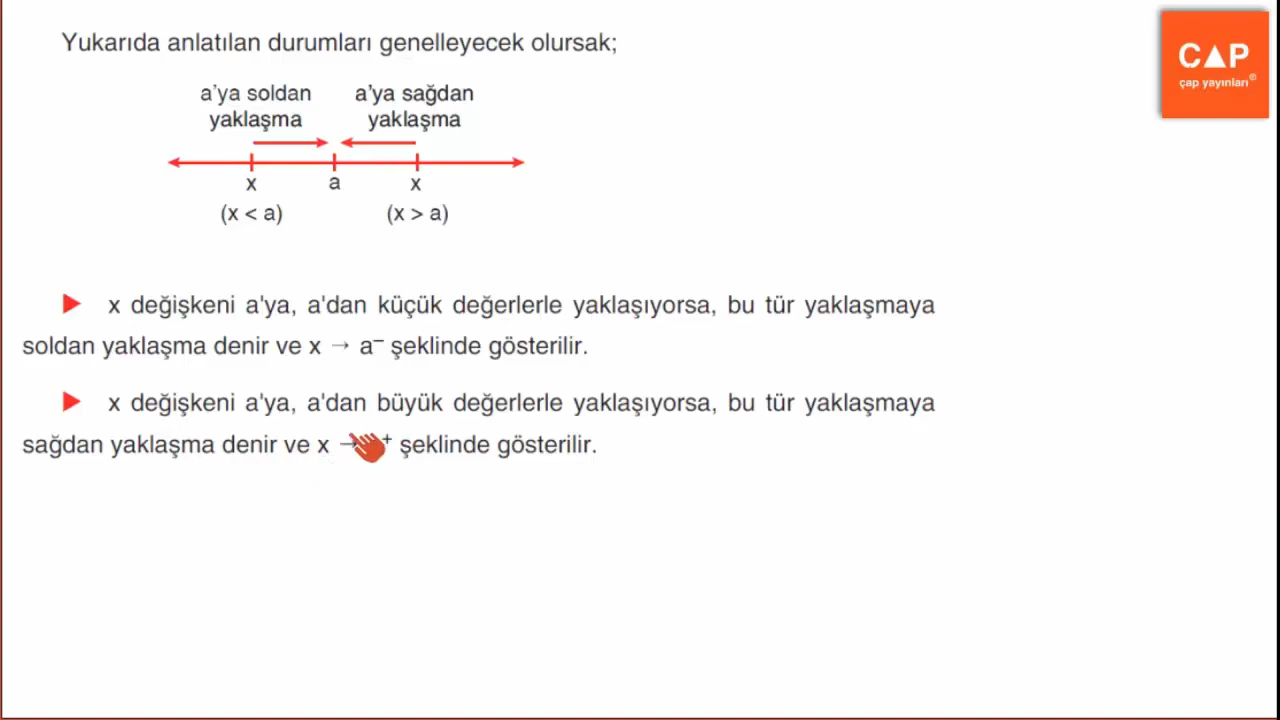 Yukarıda anlatılan durumları genelleyecek olursak;
CAP
çap yayınları®
a'ya soldan yaklaşma
a'ya sağdan yaklaşma
x a x
(x < a) (x > a)
► x değişkeni a'ya, a'dan küçük değerlerle yaklaşıyorsa, bu tür yaklaşmaya
soldan yaklaşma denir ve x → a⁻ şeklinde gösterilir.
► x değişkeni a'ya, a'dan büyük değerlerle yaklaşıyorsa, bu tür yaklaşmaya
sağdan yaklaşma denir ve x → ⁺ şeklinde gösterilir.